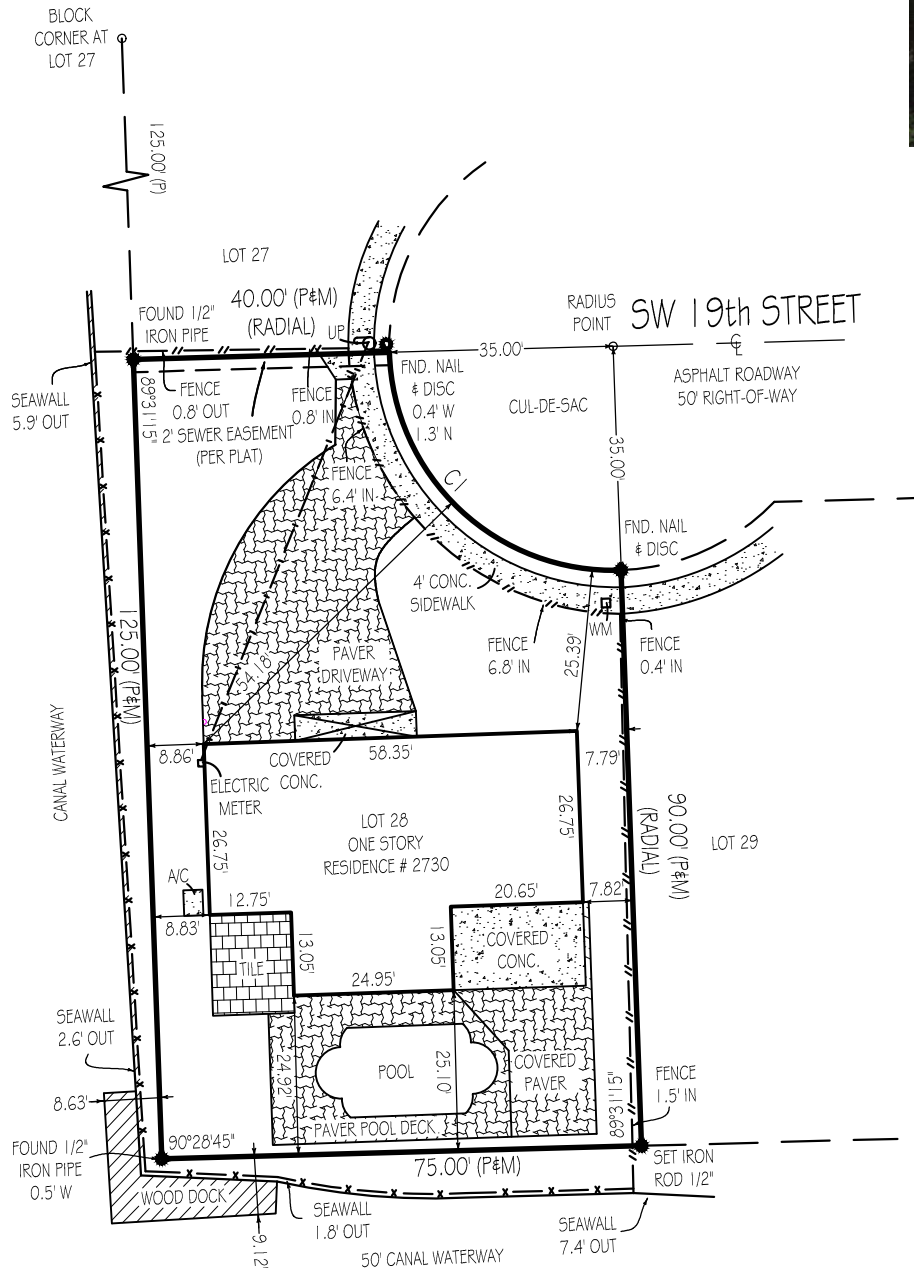 BLOCK
CORNER AT
LOT 27
125.00' (P)
LOT 27
FOUND 1/2"
IRON PIPE
40.00' (P&M)
(RADIAL)
UP
RADIUS
POINT
SW 19th STREET
℄
ASPHALT ROADWAY
50' RIGHT-OF-WAY
35.00'
35.00'
CUL-DE-SAC
FND. NAIL
& DISC
0.4' W
1.3' N
SEAWALL
5.9' OUT
89°31'15"
FENCE
0.8' OUT
FENCE
0.8' IN
2' SEWER EASEMENT
(PER PLAT)
FENCE
6.4' IN
C1
FND. NAIL
& DISC
4' CONC.
SIDEWALK
WM
FENCE
6.8' IN
FENCE
0.4' IN
25.39'
125.00' (P&M)
PAVER
DRIVEWAY
54.18'
CANAL WATERWAY
8.86'
COVERED
CONC.
58.35'
7.79'
ELECTRIC
METER
26.75'
26.75'
LOT 28
ONE STORY
RESIDENCE # 2730
90.00' (P&M)
(RADIAL)
LOT 29
A/C
12.75'
20.65'
7.82'
8.83'
13.05'
13.05'
TILE
COVERED
CONC.
24.95'
SEAWALL
2.6' OUT
24.92'
POOL
25.10'
COVERED
PAVER
89°31'15"
FENCE
1.5' IN
8.63'
PAVER POOL DECK
90°28'45"
75.00' (P&M)
FOUND 1/2"
IRON PIPE
0.5' W
SET IRON
ROD 1/2"
WOOD DOCK
SEAWALL
1.8' OUT
SEAWALL
7.4' OUT
9.12'
50' CANAL WATERWAY